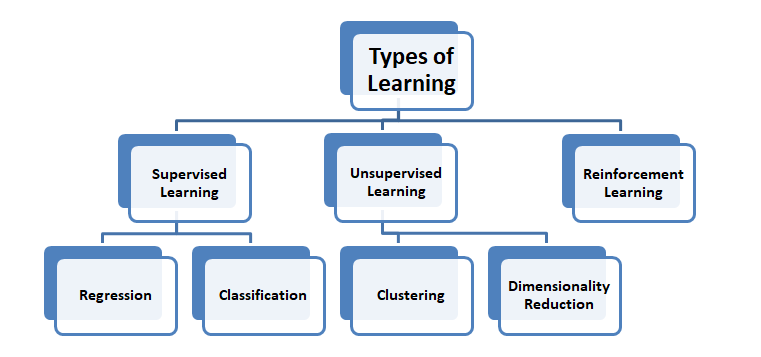 Types of
Learning
Supervised
Learning
Unsupervised
Learning
Reinforcement
Learning
Regression
Classification
Clustering
Dimensionality
Reduction